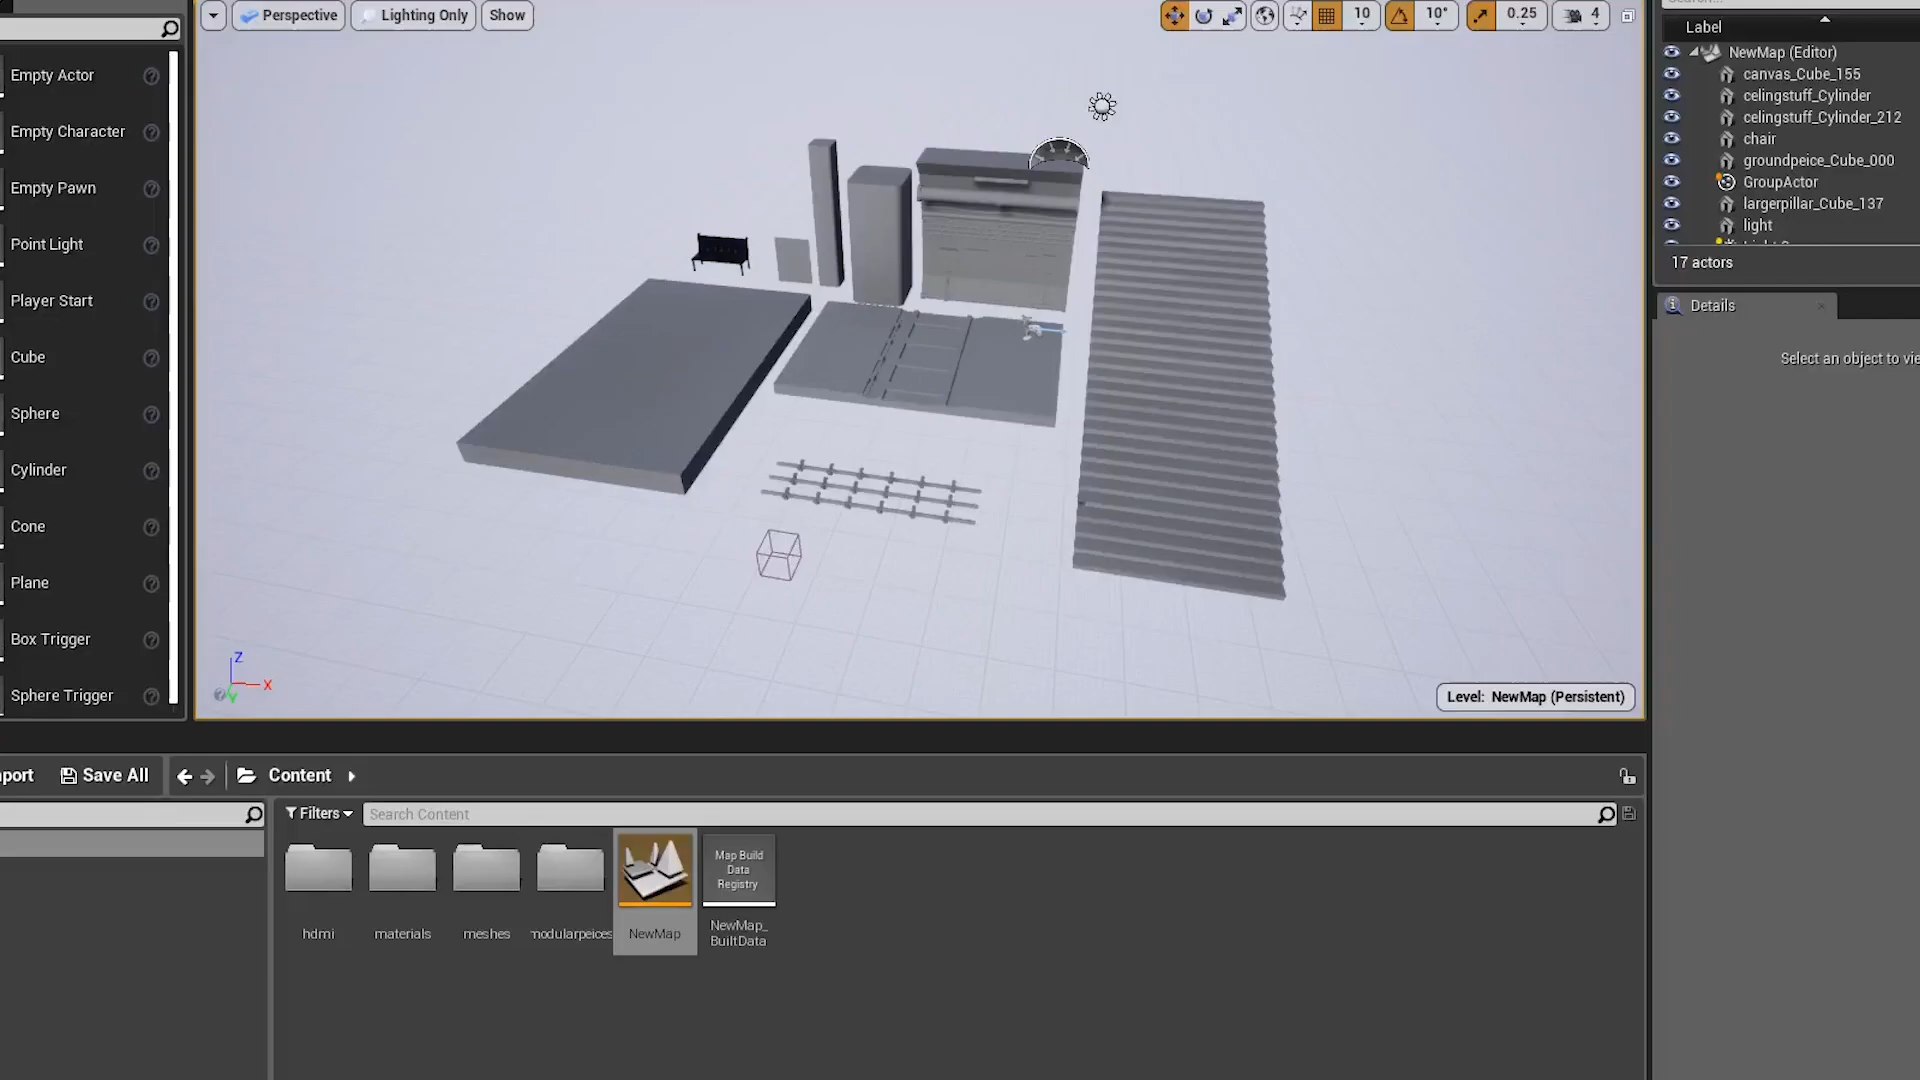 Perspective
Lighting Only
Show
10
10°
0.25
4
Label
NewMap (Editor)
canvas_Cube_155
celingstuff_Cylinder
celingstuff_Cylinder_212
chair
groundpeice_Cube_000
GroupActor
largerpillar_Cube_137
light
17 actors
Details
Select an object to vie
Empty Actor
Empty Character
Empty Pawn
Point Light
Player Start
Cube
Sphere
Cylinder
Cone
Plane
Box Trigger
Sphere Trigger
Z
X
Y
Level: NewMap (Persistent)
port
Save All
Content
Filters
Search Content
Map Build
Data
Registry
hdmi
materials
meshes
modularpeices
NewMap
NewMap_
BuiltData